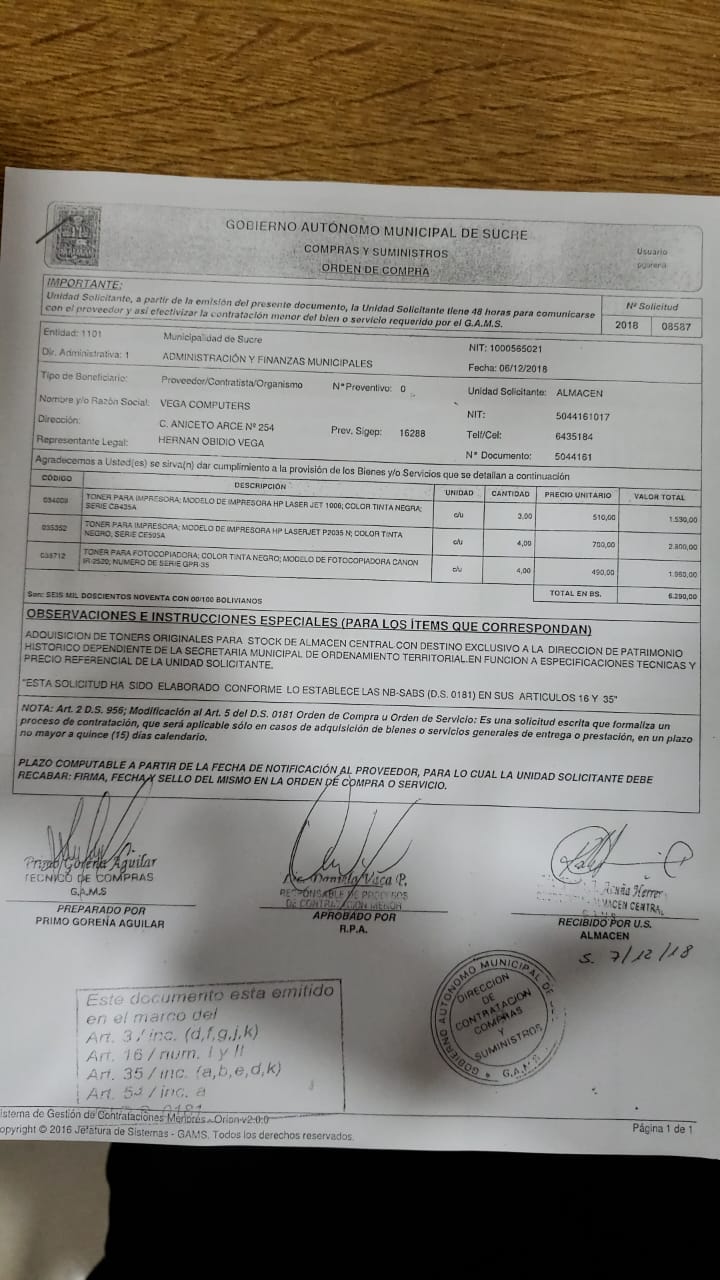 GOBIERNO AUTÓNOMO MUNICIPAL DE SUCRE
COMPRAS Y SUMINISTROS
ORDEN DE COMPRA
Usuario
pgorena
IMPORTANTE:
Unidad Solicitante, a partir de la emisión del presente documento, la Unidad Solicitante tiene 48 horas para comunicarse
con el proveedor y así efectivizar la contratación menor del bien o servicio requerido por el G.A.M.S.
Nº Solicitud
2018 08587
Entidad: 1101 Municipalidad de Sucre NIT: 1000565021
Dir. Administrativa: 1 ADMINISTRACIÓN Y FINANZAS MUNICIPALES Fecha: 06/12/2018
Tipo de Beneficiario: Proveedor/Contratista/Organismo NºPreventivo: 0 Unidad Solicitante: ALMACEN
Nombre y/o Razón Social: VEGA COMPUTERS NIT: 5044161017
Dirección: C. ANICETO ARCE Nº 254 Prev. Sigep: 16288 Telf/Cel: 6435184
Representante Legal: HERNAN OBIDIO VEGA Nº Documento: 5044161
Agradecemos a Usted(es) se sirva(n) dar cumplimiento a la provisión de los Bienes y/o Servicios que se detallan a continuación
CÓDIGO DESCRIPCIÓN UNIDAD CANTIDAD PRECIO UNITARIO VALOR TOTAL
TONER PARA IMPRESORA; MODELO DE IMPRESORA HP LASER JET 1006; COLOR TINTA NEGRA;
SERIE CB435A
c/u 3,00 510,00 1.530,00
035352 TONER PARA IMPRESORA; MODELO DE IMPRESORA HP LASERJET P2035 N; COLOR TINTA
NEGRO; SERIE CE505A
c/u 4,00 700,00 2.800,00
TONER PARA FOTOCOPIADORA; COLOR TINTA NEGRO; MODELO DE FOTOCOPIADORA CANON
IR-2520; NUMERO DE SERIE GPR-35
c/u 4,00 490,00 1.960,00
TOTAL EN BS. 6.290,00
Son: SEIS MIL DOSCIENTOS NOVENTA CON 00/100 BOLIVIANOS
OBSERVACIONES E INSTRUCCIONES ESPECIALES (PARA LOS ÍTEMS QUE CORRESPONDAN)
ADQUISICION DE TONERS ORIGINALES PARA STOCK DE ALMACEN CENTRAL CON DESTINO EXCLUSIVO A LA DIRECCION DE PATRIMONIO
HISTORICO DEPENDIENTE DE LA SECRETARIA MUNICIPAL DE ORDENAMIENTO TERRITORIAL.EN FUNCION A ESPECIFICACIONES TECNICAS Y
PRECIO REFERENCIAL DE LA UNIDAD SOLICITANTE.
"ESTA SOLICITUD HA SIDO ELABORADO CONFORME LO ESTABLECE LAS NB-SABS (D.S. 0181) EN SUS ARTICULOS 16 Y 35"
NOTA: Art. 2 D.S. 956; Modificación al Art. 5 del D.S. 0181 Orden de Compra u Orden de Servicio: Es una solicitud escrita que formaliza un
proceso de contratación, que será aplicable sólo en casos de adquisición de bienes o servicios generales de entrega o prestación, en un plazo
no mayor a quince (15) días calendario.
PLAZO COMPUTABLE A PARTIR DE LA FECHA DE NOTIFICACIÓN AL PROVEEDOR, PARA LO CUAL LA UNIDAD SOLICITANTE DEBE
RECABAR: FIRMA, FECHA Y SELLO DEL MISMO EN LA ORDEN DE COMPRA O SERVICIO.
Primo Goreña Aguilar
TECNICO DE COMPRAS
G.A.M.S
PREPARADO POR
PRIMO GOREÑA AGUILAR
Lic. Daniela Vaca P.
RESPONSABLE DE PROCESOS
DE CONTRATACION MENOR
APROBADO POR
R.P.A.
Acuña Herrer
ALMACEN CENTRAL
RECIBIDO POR U.S.
ALMACEN
S. 7/12/18
Este documento esta emitido
en el marco del
Art. 3 / inc. (d,f,g,j,k)
Art. 16 / num. I y II
Art. 35 / inc. (a,b,e,d,k)
Art. 54 / inc. a
0181
GOBIERNO AUTONOMO MUNICIPAL DE
DIRECCION
DE
CONTRATACION
COMPRAS
Y
SUMINISTROS
G.A.M.S.
istema de Gestión de Contrataciones Menores - Orion v2.0.0
opyright © 2016 Jefatura de Sistemas - GAMS. Todos los derechos reservados.
Página 1 de 1